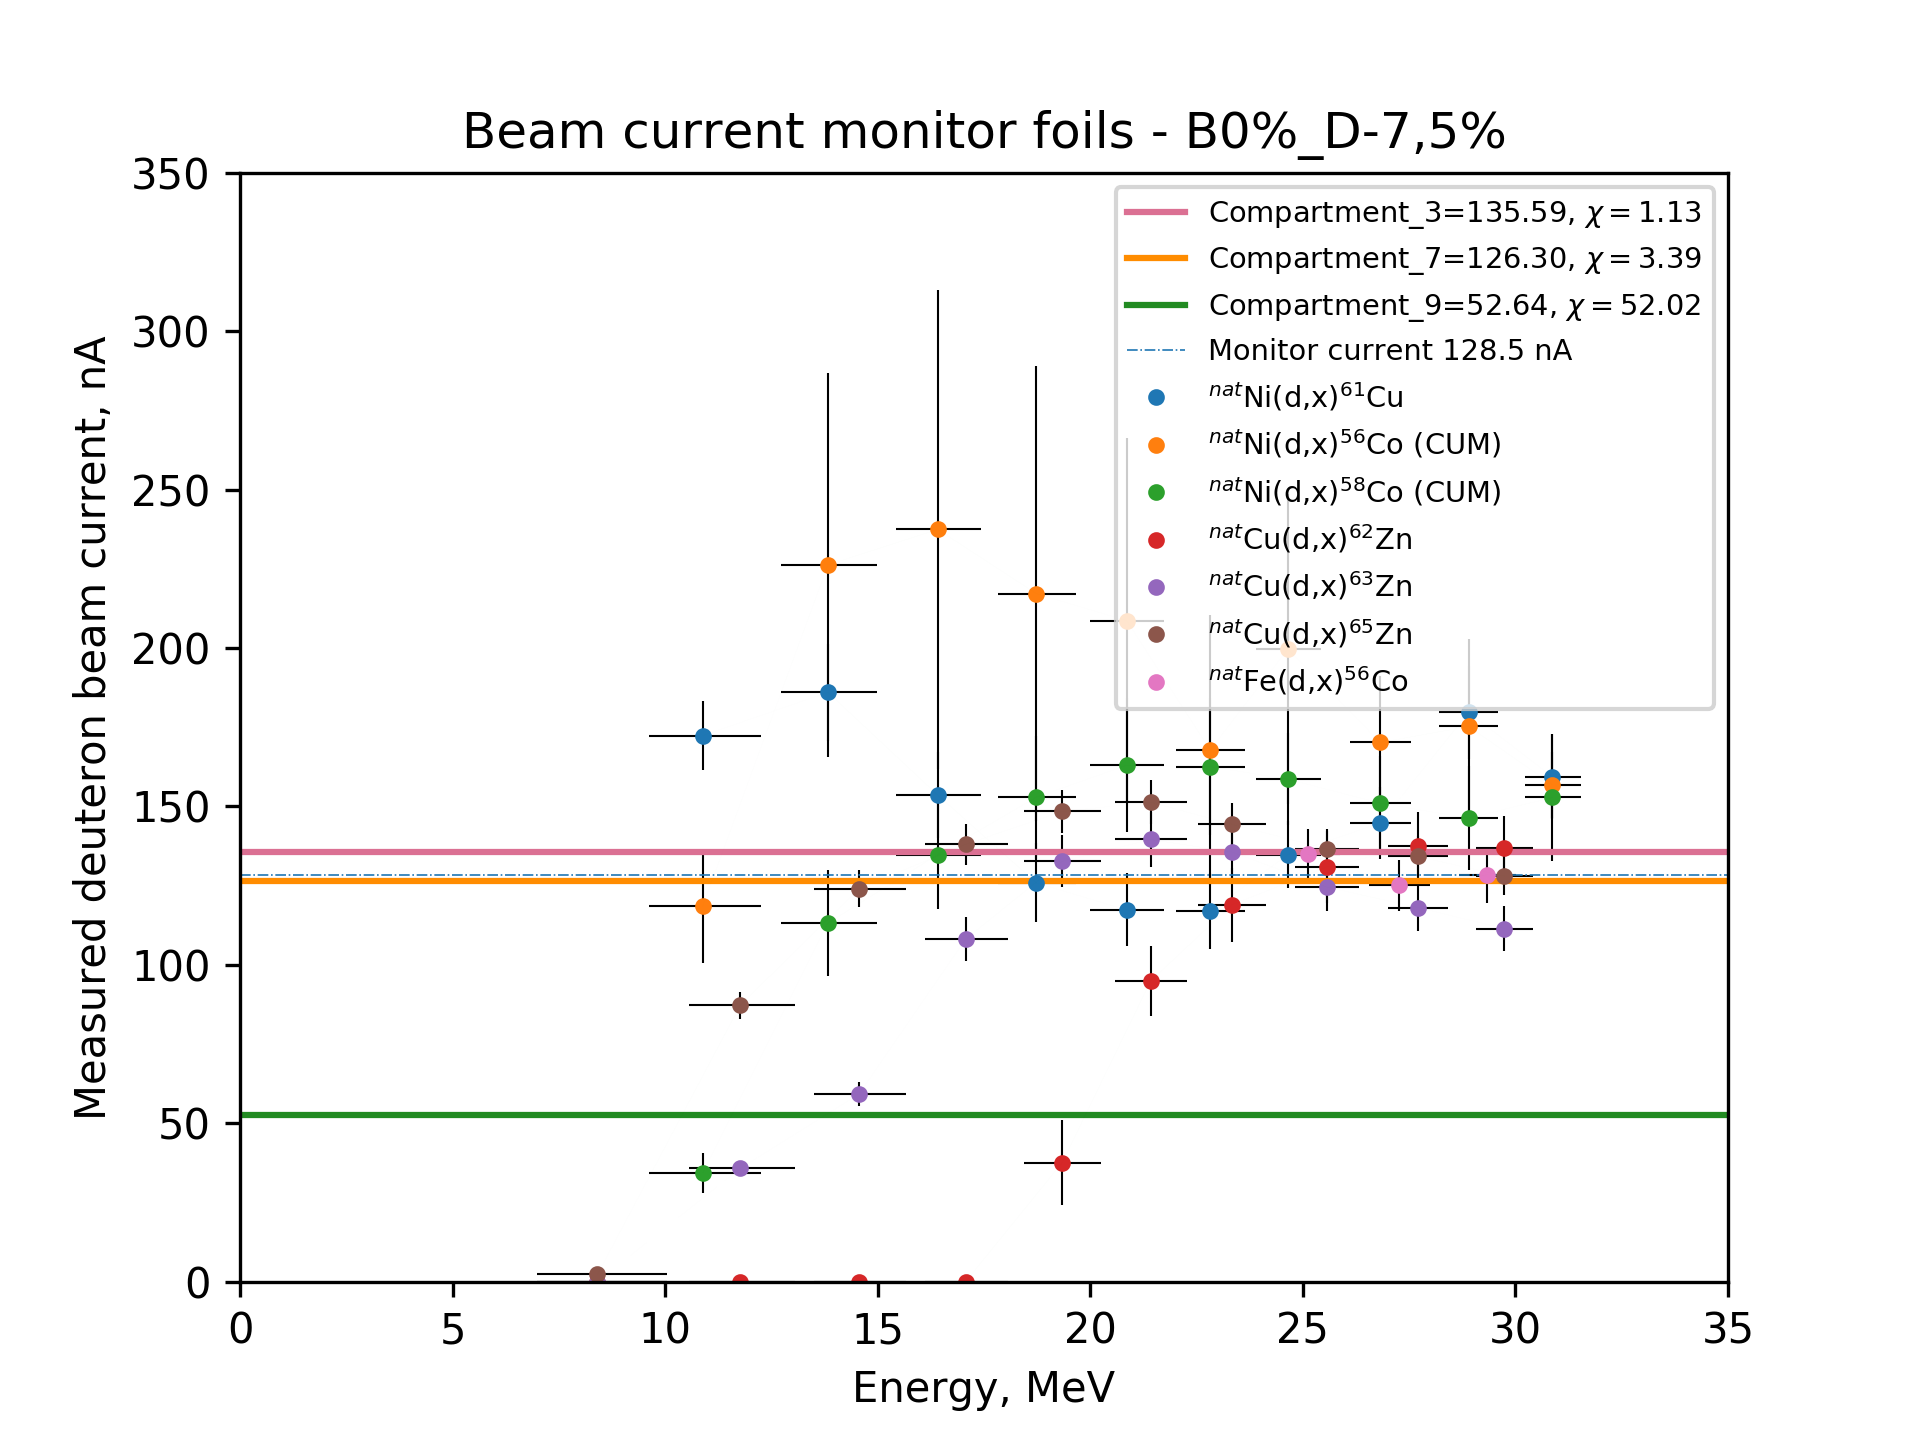 Beam current monitor foils - B0%_D-7,5%
Measured deuteron beam current, nA
350
300
250
200
150
100
50
0
Compartment_3=135.59, χ = 1.13
Compartment_7=126.30, χ = 3.39
Compartment_9=52.64, χ = 52.02
Monitor current 128.5 nA
ⁿᵃᵗNi(d,x)⁶¹Cu
ⁿᵃᵗNi(d,x)⁵⁶Co (CUM)
ⁿᵃᵗNi(d,x)⁵⁸Co (CUM)
ⁿᵃᵗCu(d,x)⁶²Zn
ⁿᵃᵗCu(d,x)⁶³Zn
ⁿᵃᵗCu(d,x)⁶⁵Zn
ⁿᵃᵗFe(d,x)⁵⁶Co
0 5 10 15 20 25 30 35
Energy, MeV